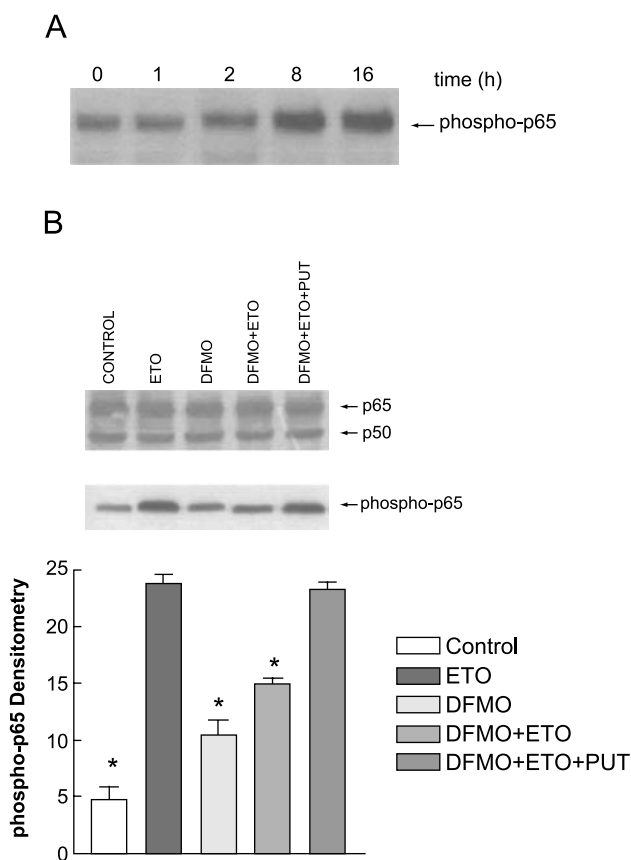 A
0 1 2 8 16 time (h)
phospho-p65
B
CONTROL
ETO
DFMO
DFMO+ETO
DFMO+ETO+PUT
p65
p50
phospho-p65
phospho-p65 Densitometry
25
20
15
10
5
0
*
*
*
Control
ETO
DFMO
DFMO+ETO
DFMO+ETO+PUT